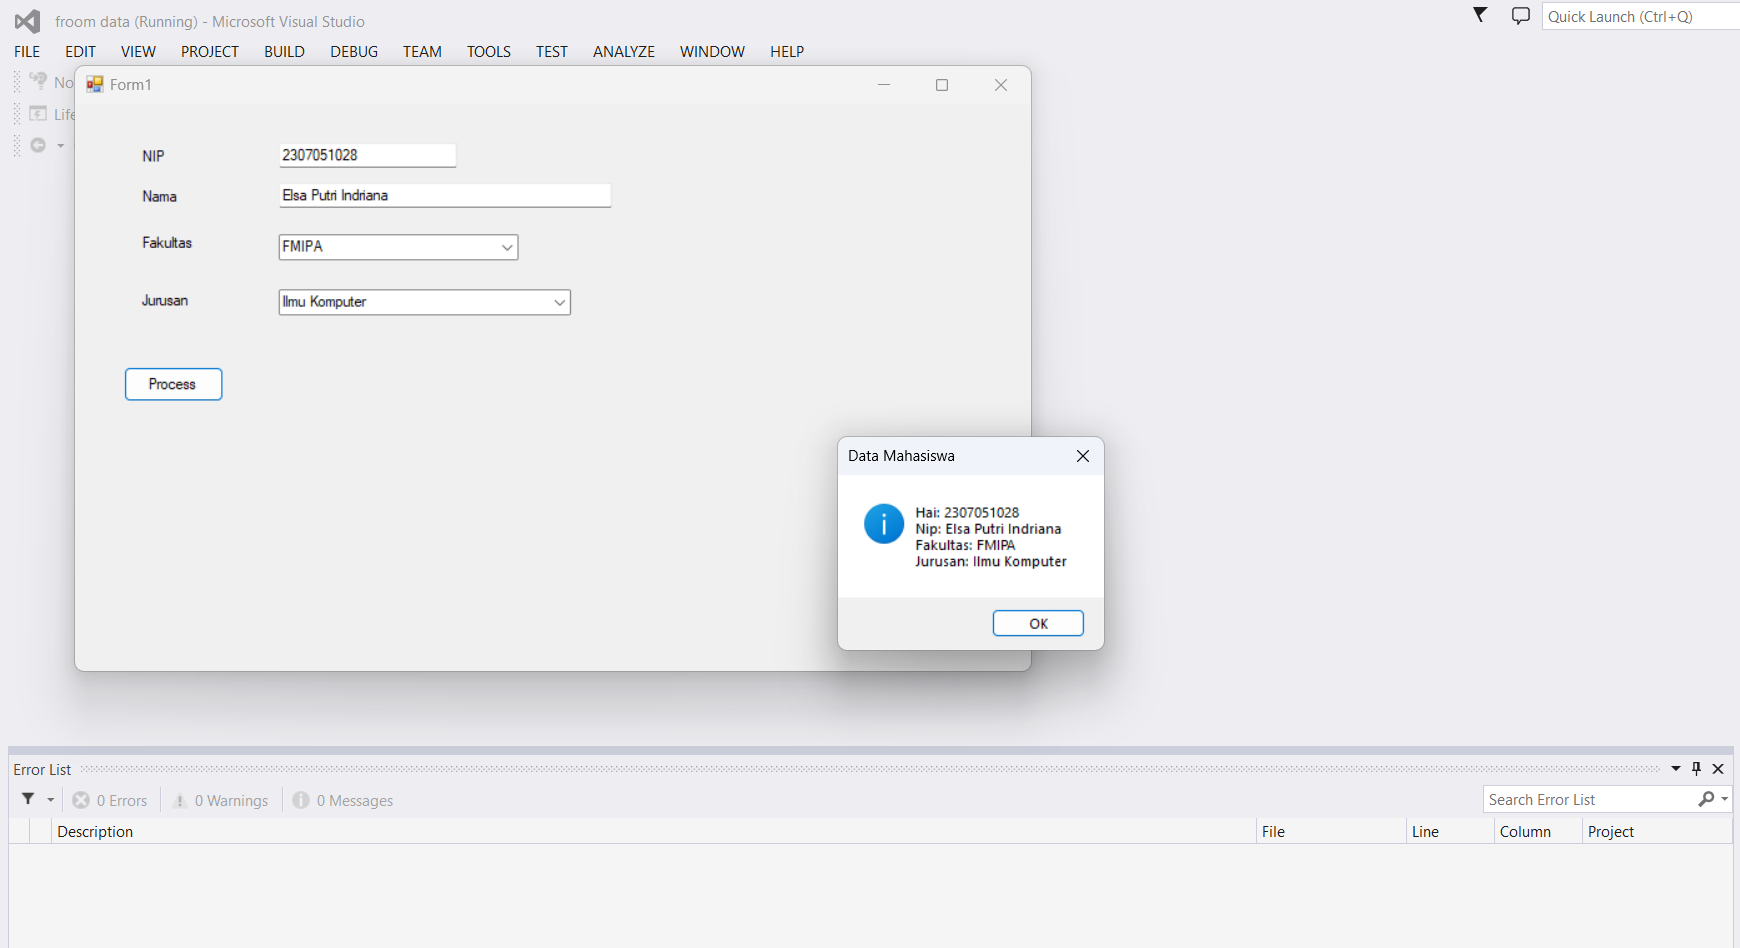 froom data (Running) - Microsoft Visual Studio
Quick Launch (Ctrl+Q)
FILE EDIT VIEW PROJECT BUILD DEBUG TEAM TOOLS TEST ANALYZE WINDOW HELP
No
Form1
Life
NIP 2307051028
Nama Elsa Putri Indriana
Fakultas FMIPA
Jurusan Ilmu Komputer
Process
Data Mahasiswa
Hai: 2307051028
Nip: Elsa Putri Indriana
Fakultas: FMIPA
Jurusan: Ilmu Komputer
OK
Error List
0 Errors 0 Warnings 0 Messages Search Error List
Description File Line Column Project